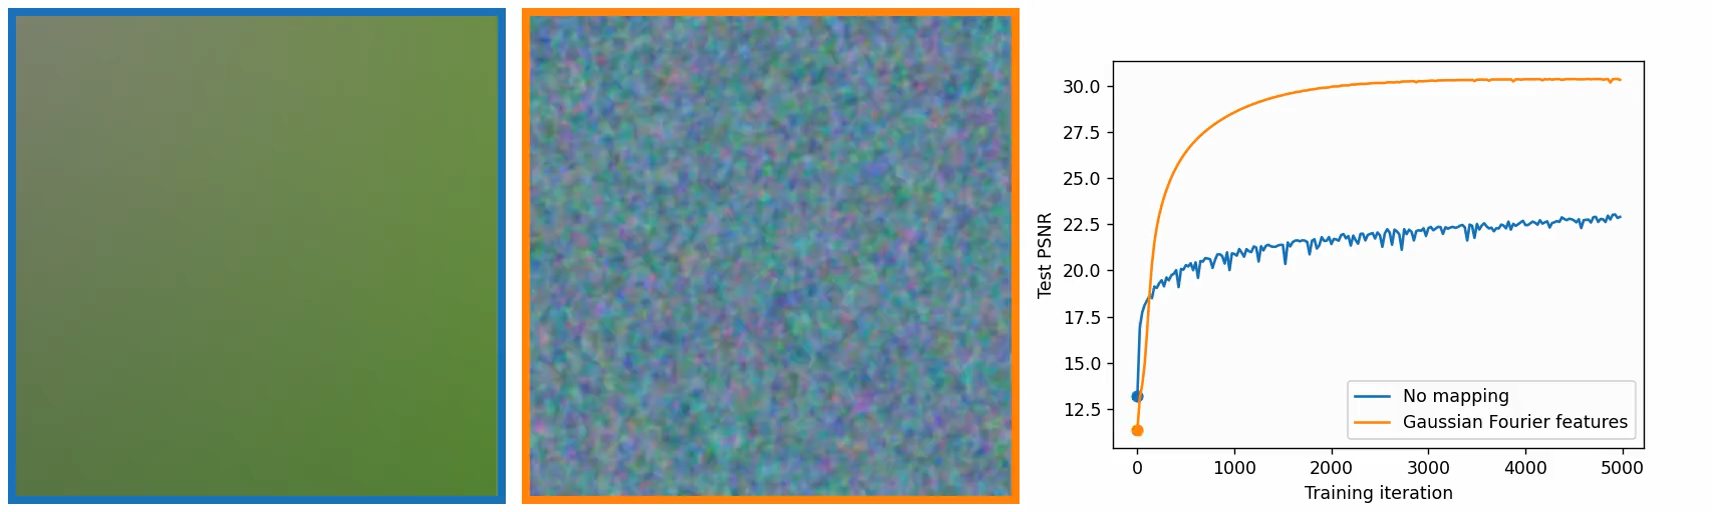 30.0
27.5
25.0
22.5
20.0
17.5
15.0
12.5
Test PSNR
No mapping
Gaussian Fourier features
0 1000 2000 3000 4000 5000
Training iteration